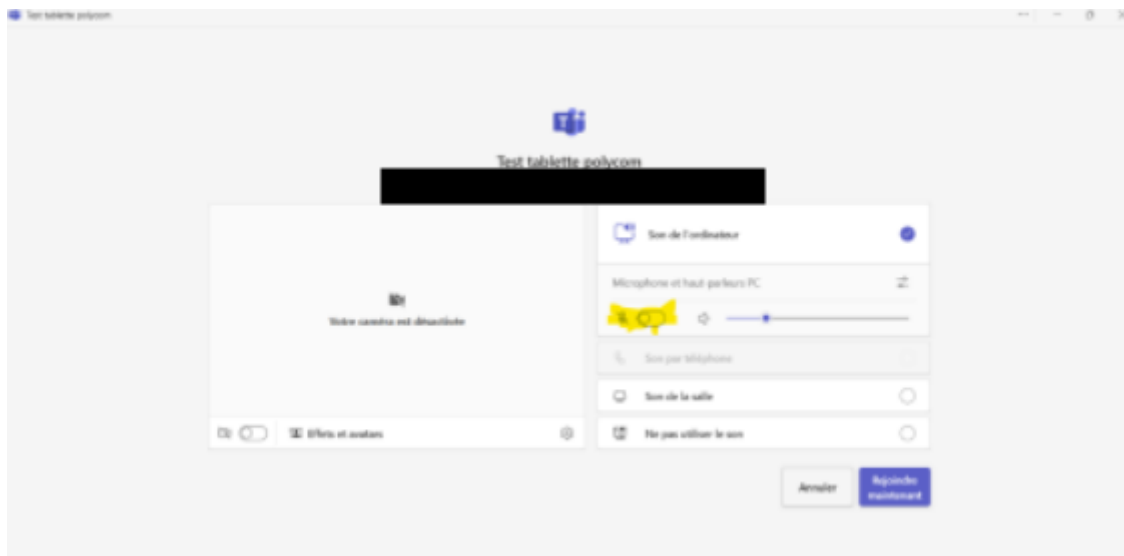 Test tablette polycom
Test tablette polycom
Son de l'ordinateur
Microphone et haut-parleurs PC
Votre caméra est désactivée
Son par téléphone
Son de la salle
Effets et avatars
Ne pas utiliser le son
Annuler
Rejoindre
maintenant